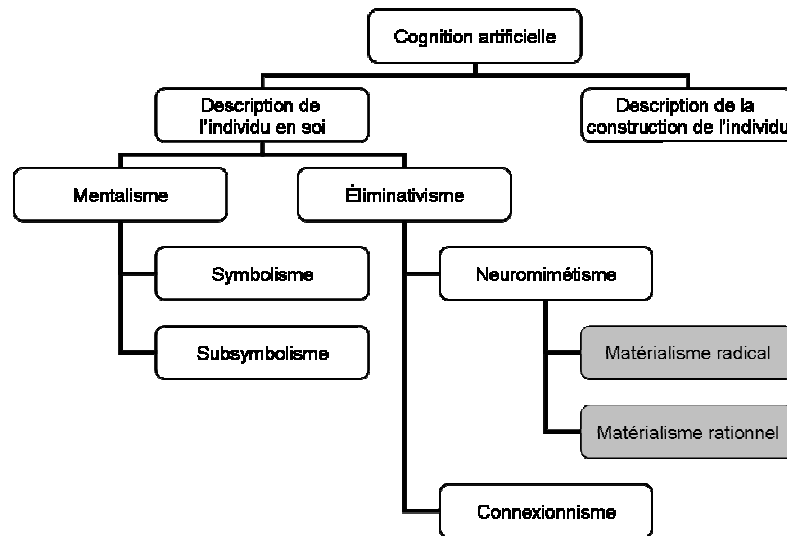 Cognition artificielle
Description de
l'individu en soi
Description de la
construction de l'individu
Mentalisme
Éliminativisme
Symbolisme
Neuromimétisme
Subsymbolisme
Matérialisme radical
Matérialisme rationnel
Connexionnisme